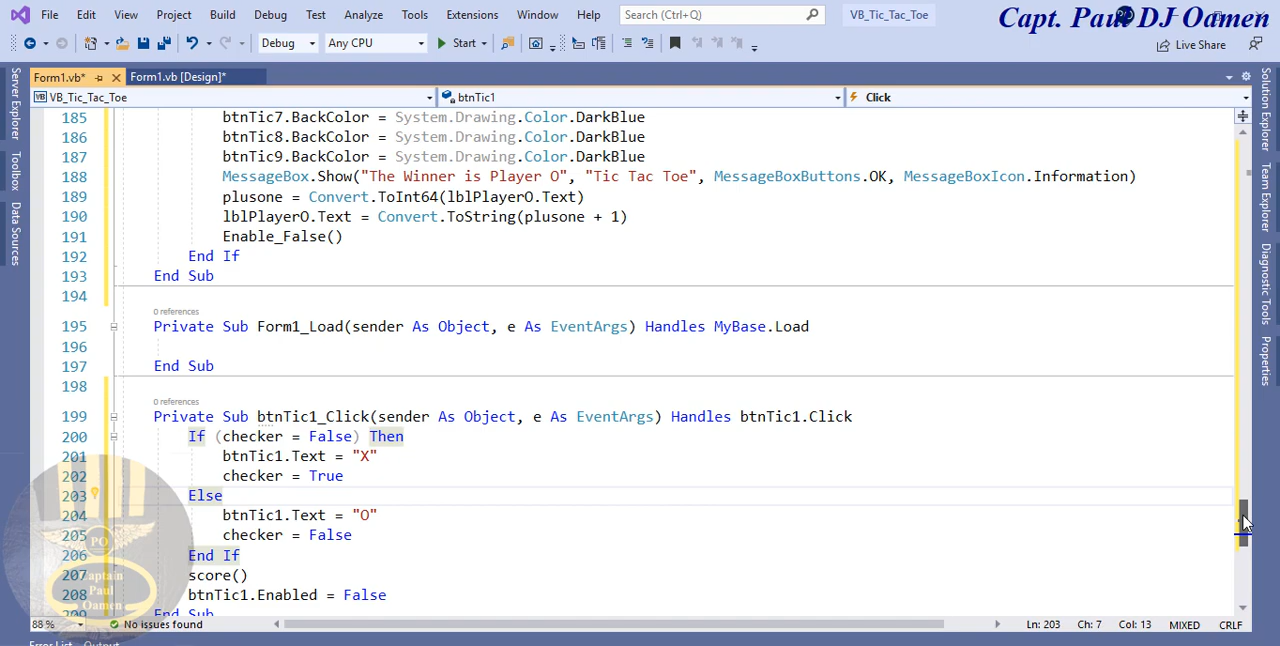 File Edit View Project Build Debug Test Analyze Tools Extensions Window Help Search (Ctrl+Q) VB_Tic_Tac_Toe
Capt. Paul DJ Oamen
Debug Any CPU Start Live Share
Form1.vb* Form1.vb [Design]*
VB_Tic_Tac_Toe btnTic1 Click
Server Explorer
Toolbox
Data Sources
Solution Explorer
Team Explorer
Diagnostic Tools
Properties
185 btnTic7.BackColor = System.Drawing.Color.DarkBlue
186 btnTic8.BackColor = System.Drawing.Color.DarkBlue
187 btnTic9.BackColor = System.Drawing.Color.DarkBlue
188 MessageBox.Show("The Winner is Player O", "Tic Tac Toe", MessageBoxButtons.OK, MessageBoxIcon.Information)
189 plusone = Convert.ToInt64(lblPlayerO.Text)
190 lblPlayerO.Text = Convert.ToString(plusone + 1)
191 Enable_False()
192 End If
193 End Sub
194
0 references
195 Private Sub Form1_Load(sender As Object, e As EventArgs) Handles MyBase.Load
196
197 End Sub
198
0 references
199 Private Sub btnTic1_Click(sender As Object, e As EventArgs) Handles btnTic1.Click
200 If (checker = False) Then
201 btnTic1.Text = "X"
202 checker = True
203 Else
204 btnTic1.Text = "O"
205 checker = False
206 End If
207 score()
208 btnTic1.Enabled = False
209 End Sub
PO
Captain
Paul
Oamen
88 % No issues found Ln: 203 Ch: 7 Col: 13 MIXED CRLF
Error List Output